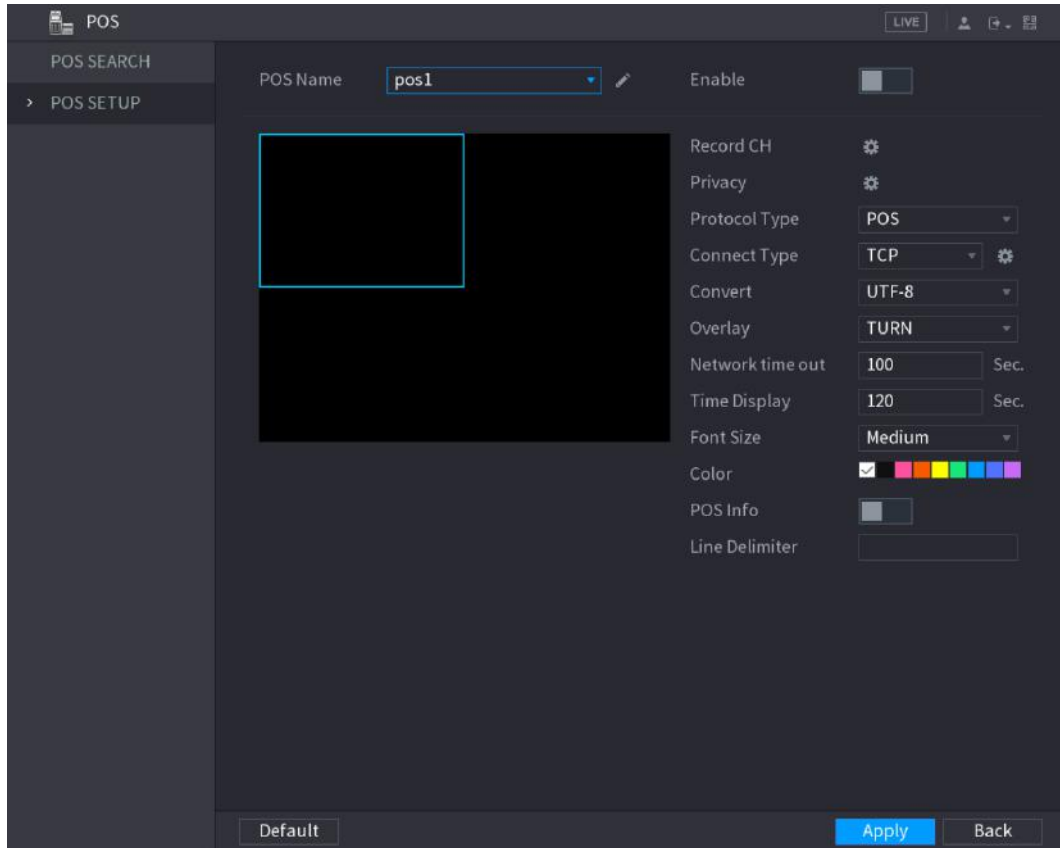 POS LIVE
POS SEARCH
> POS SETUP
POS Name pos1 Enable
Record CH
Privacy
Protocol Type POS
Connect Type TCP
Convert UTF-8
Overlay TURN
Network time out 100 Sec.
Time Display 120 Sec.
Font Size Medium
Color
POS Info
Line Delimiter
Default Apply Back